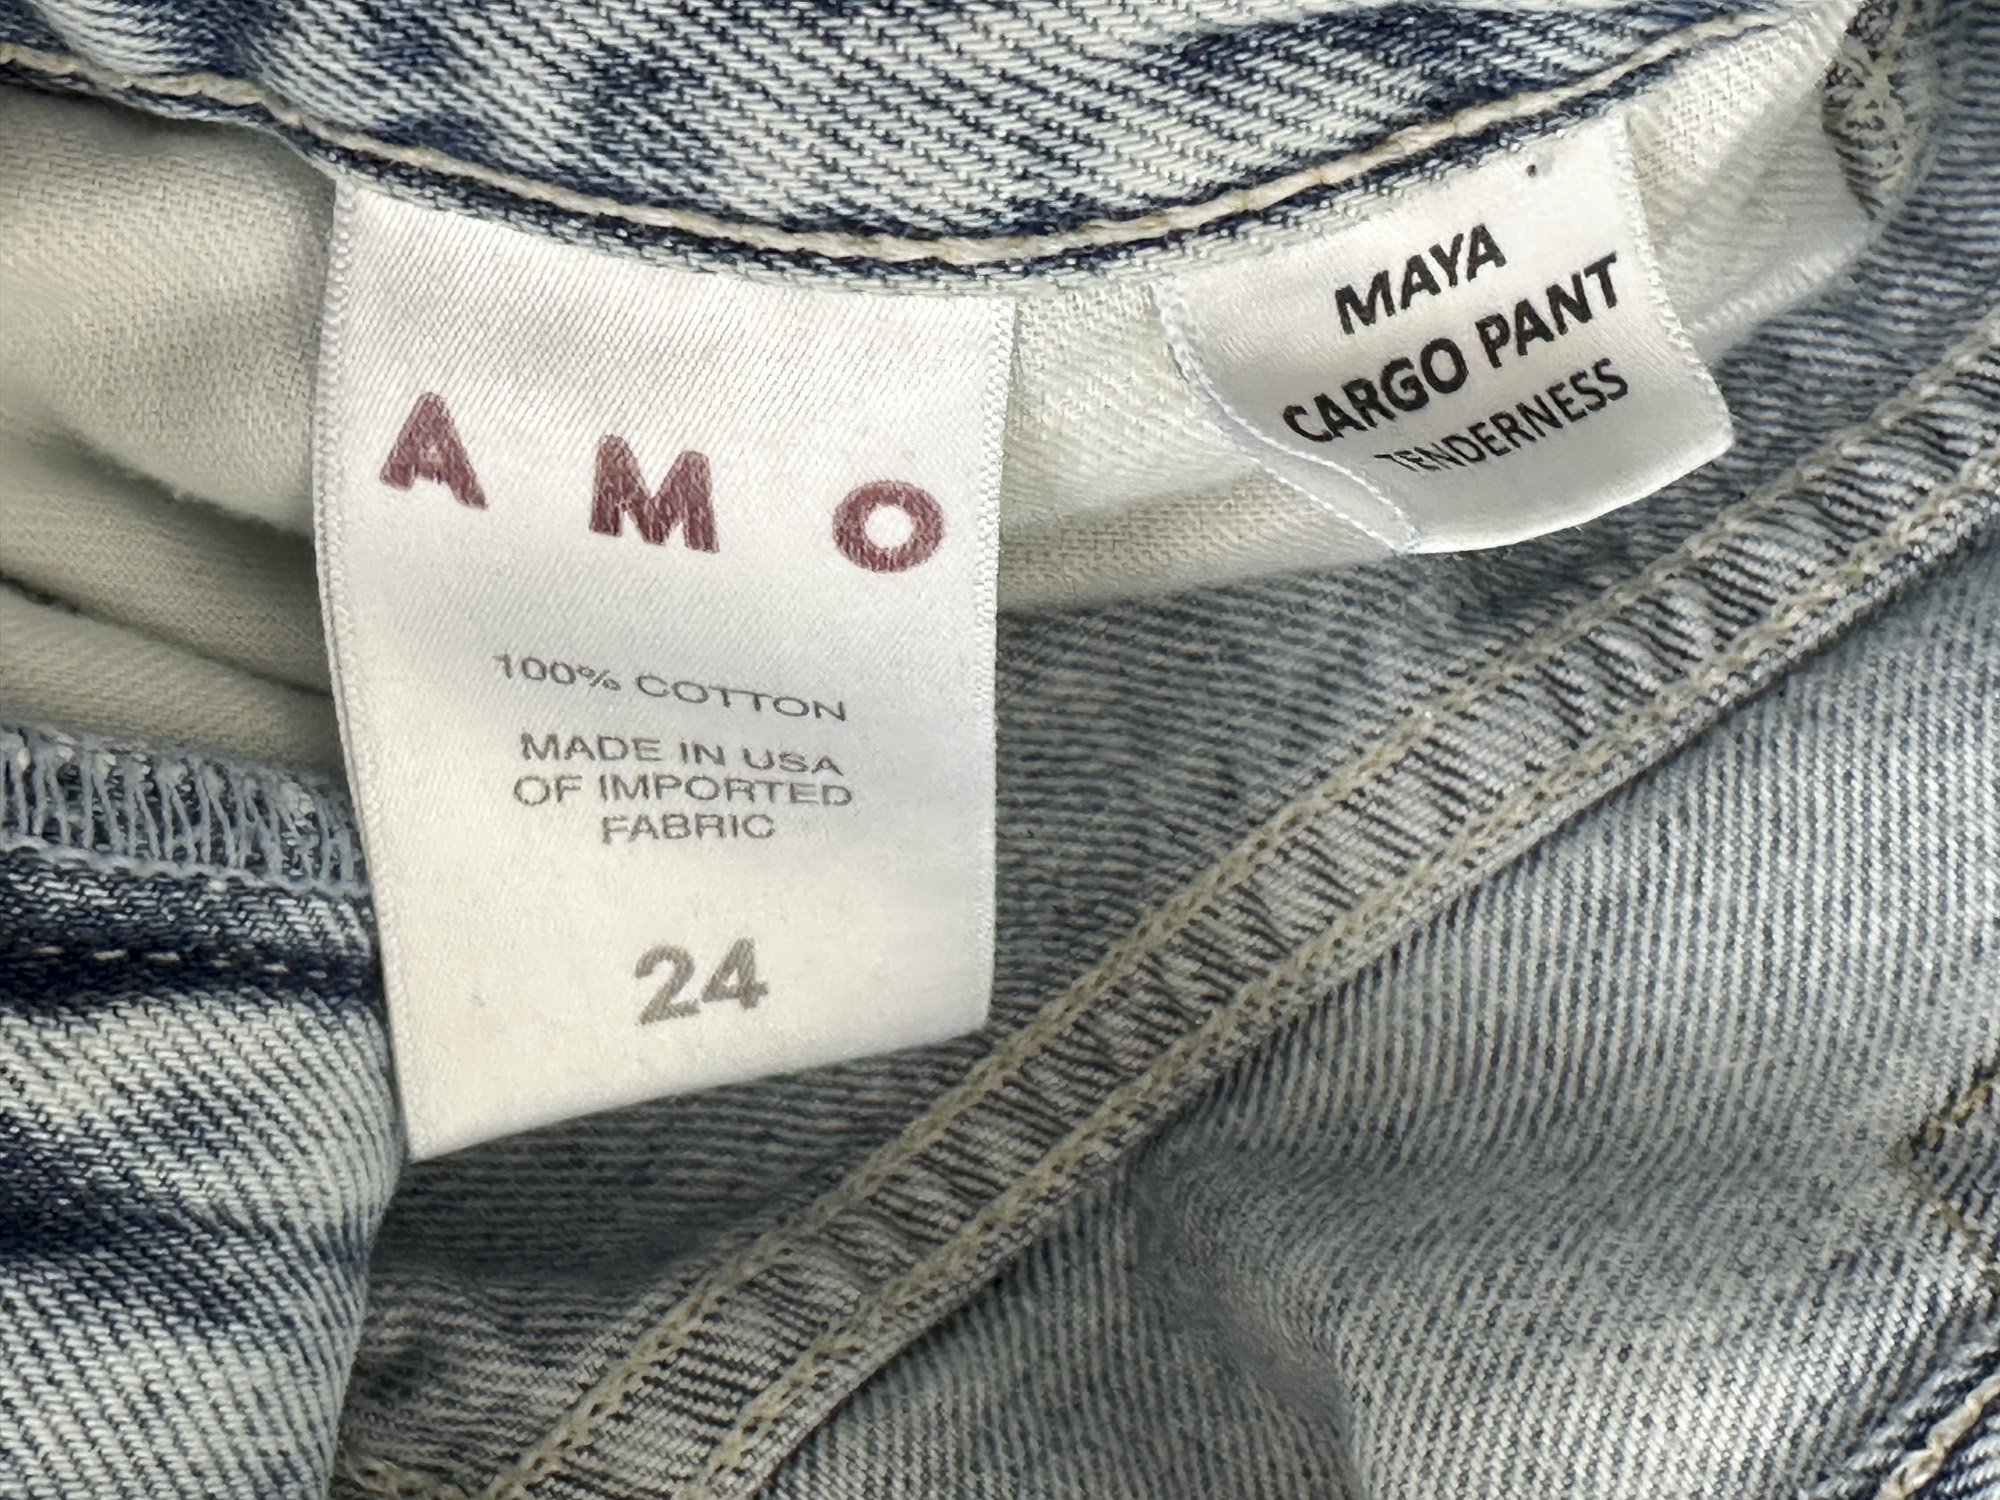 A M O
100% COTTON
MADE IN USA
OF IMPORTED
FABRIC
24
MAYA
CARGO PANT
TENDERNESS